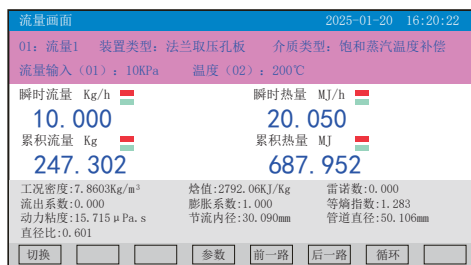 流量画面 2025-01-20 16:20:22
01: 流量1 装置类型: 法兰取压孔板 介质类型: 饱和蒸汽温度补偿
流量输入（01）: 10KPa 温度（02）: 200℃
瞬时流量 Kg/h 瞬时热量 MJ/h
10.000 20.050
累积流量 Kg 累积热量 MJ
247.302 687.952
工况密度:7.8603Kg/m³ 焓值:2792.06KJ/Kg 雷诺数:0.000
流出系数:0.000 膨胀系数:1.000 等熵指数:1.283
动力粘度:15.715μPa.s 节流内径:30.090mm 管道直径:50.106mm
直径比:0.601
切换 参数 前一路 后一路 循环